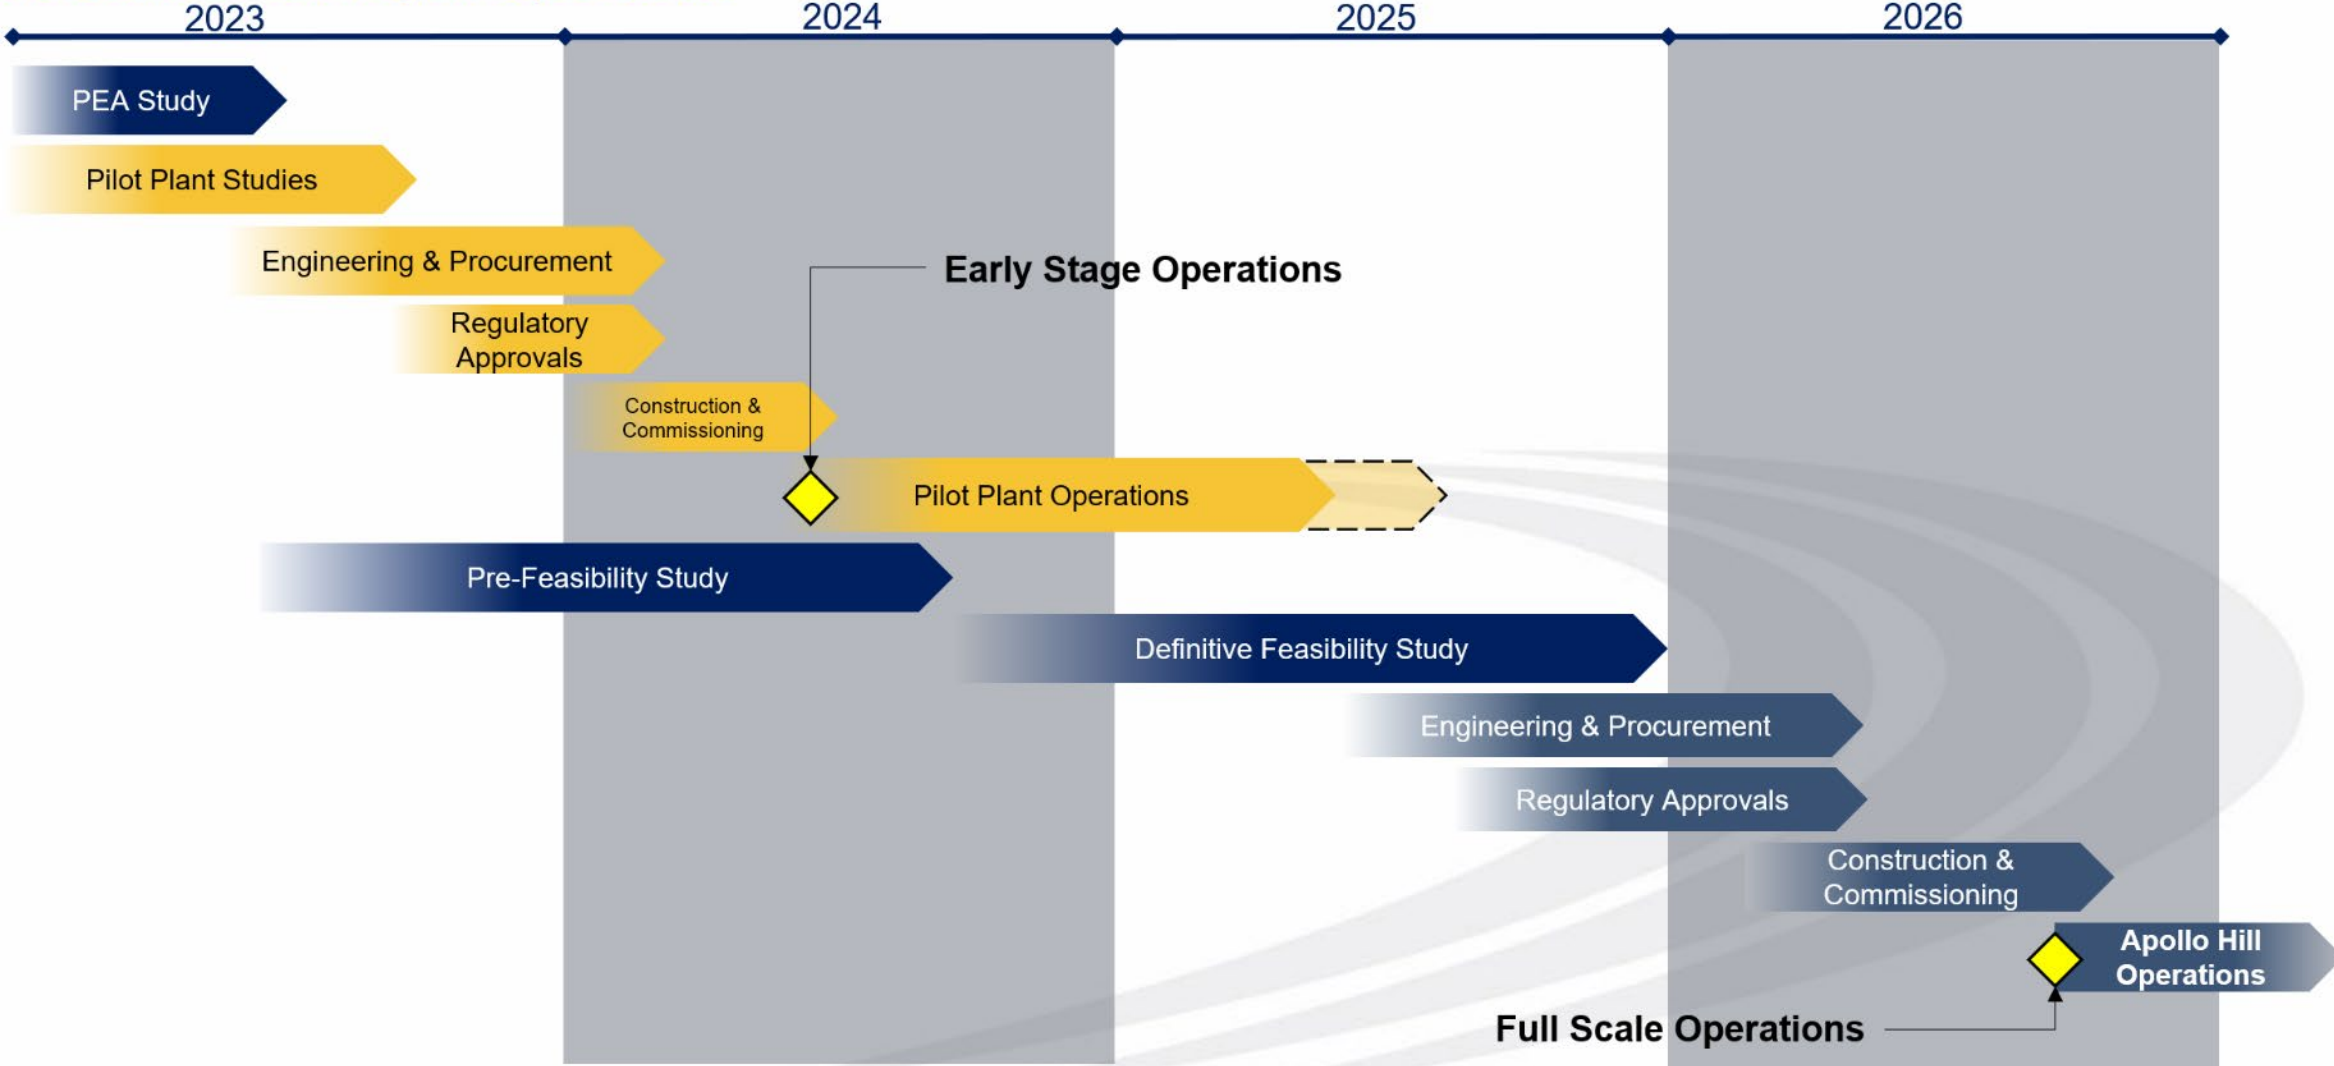 2023
2024
2025
2026
PEA Study
Pilot Plant Studies
Engineering & Procurement
Early Stage Operations
Regulatory
Approvals
Construction &
Commissioning
Pilot Plant Operations
Pre-Feasibility Study
Definitive Feasibility Study
Engineering & Procurement
Regulatory Approvals
Construction &
Commissioning
Apollo Hill
Operations
Full Scale Operations